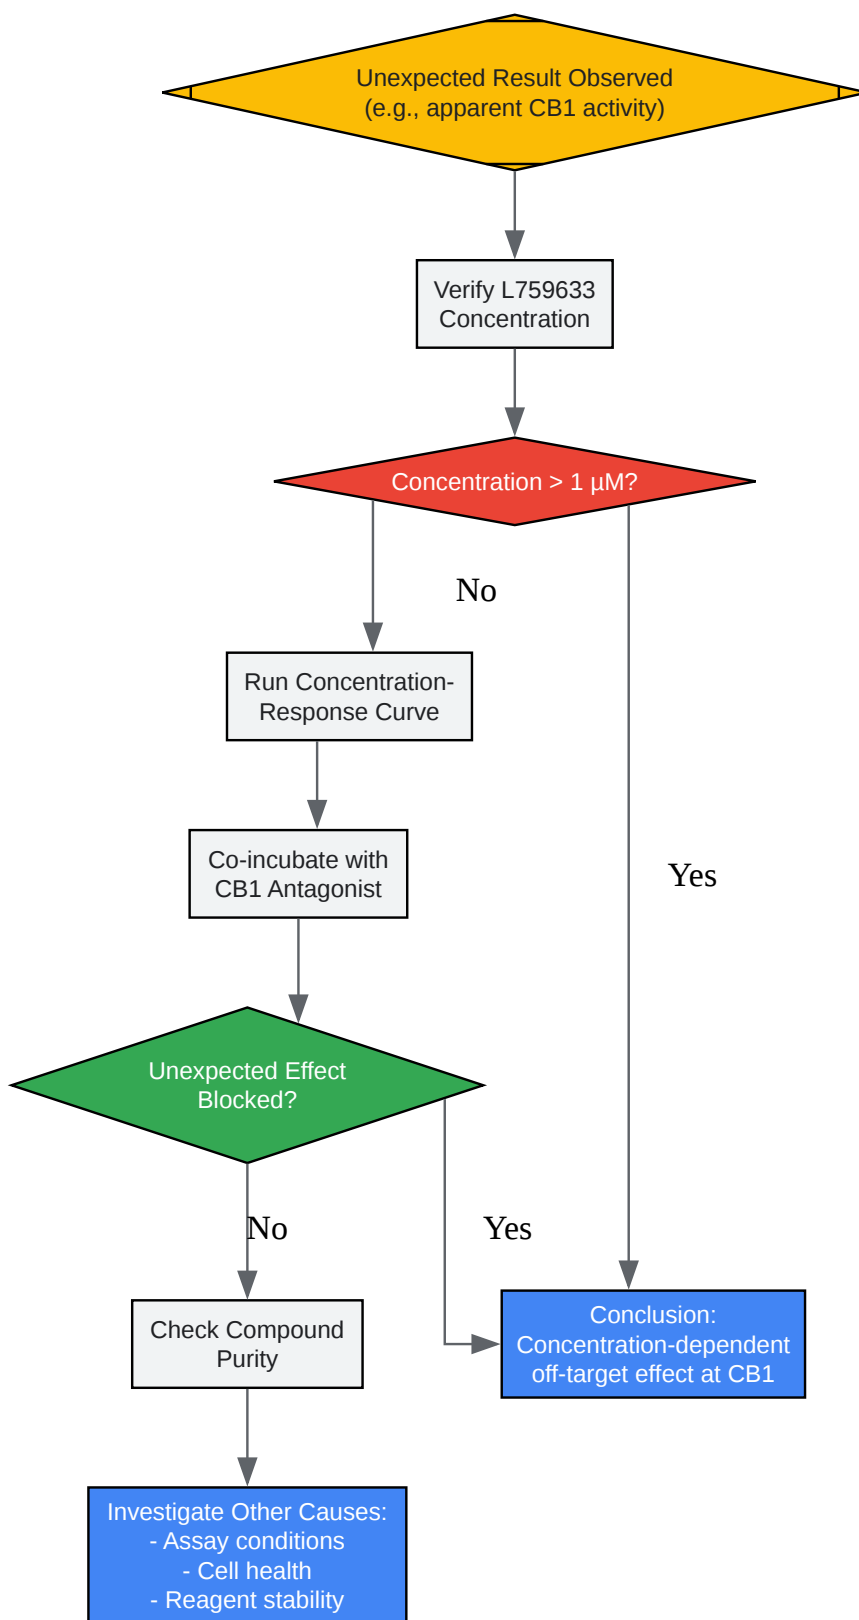 Unexpected Result Observed
(e.g., apparent CB1 activity)
Verify L759633
Concentration
Concentration > 1 µM?
No
Run Concentration-
Response Curve
Co-incubate with
CB1 Antagonist
Yes
Unexpected Effect
Blocked?
No
Yes
Check Compound
Purity
Conclusion:
Concentration-dependent
off-target effect at CB1
Investigate Other Causes:
- Assay conditions
- Cell health
- Reagent stability